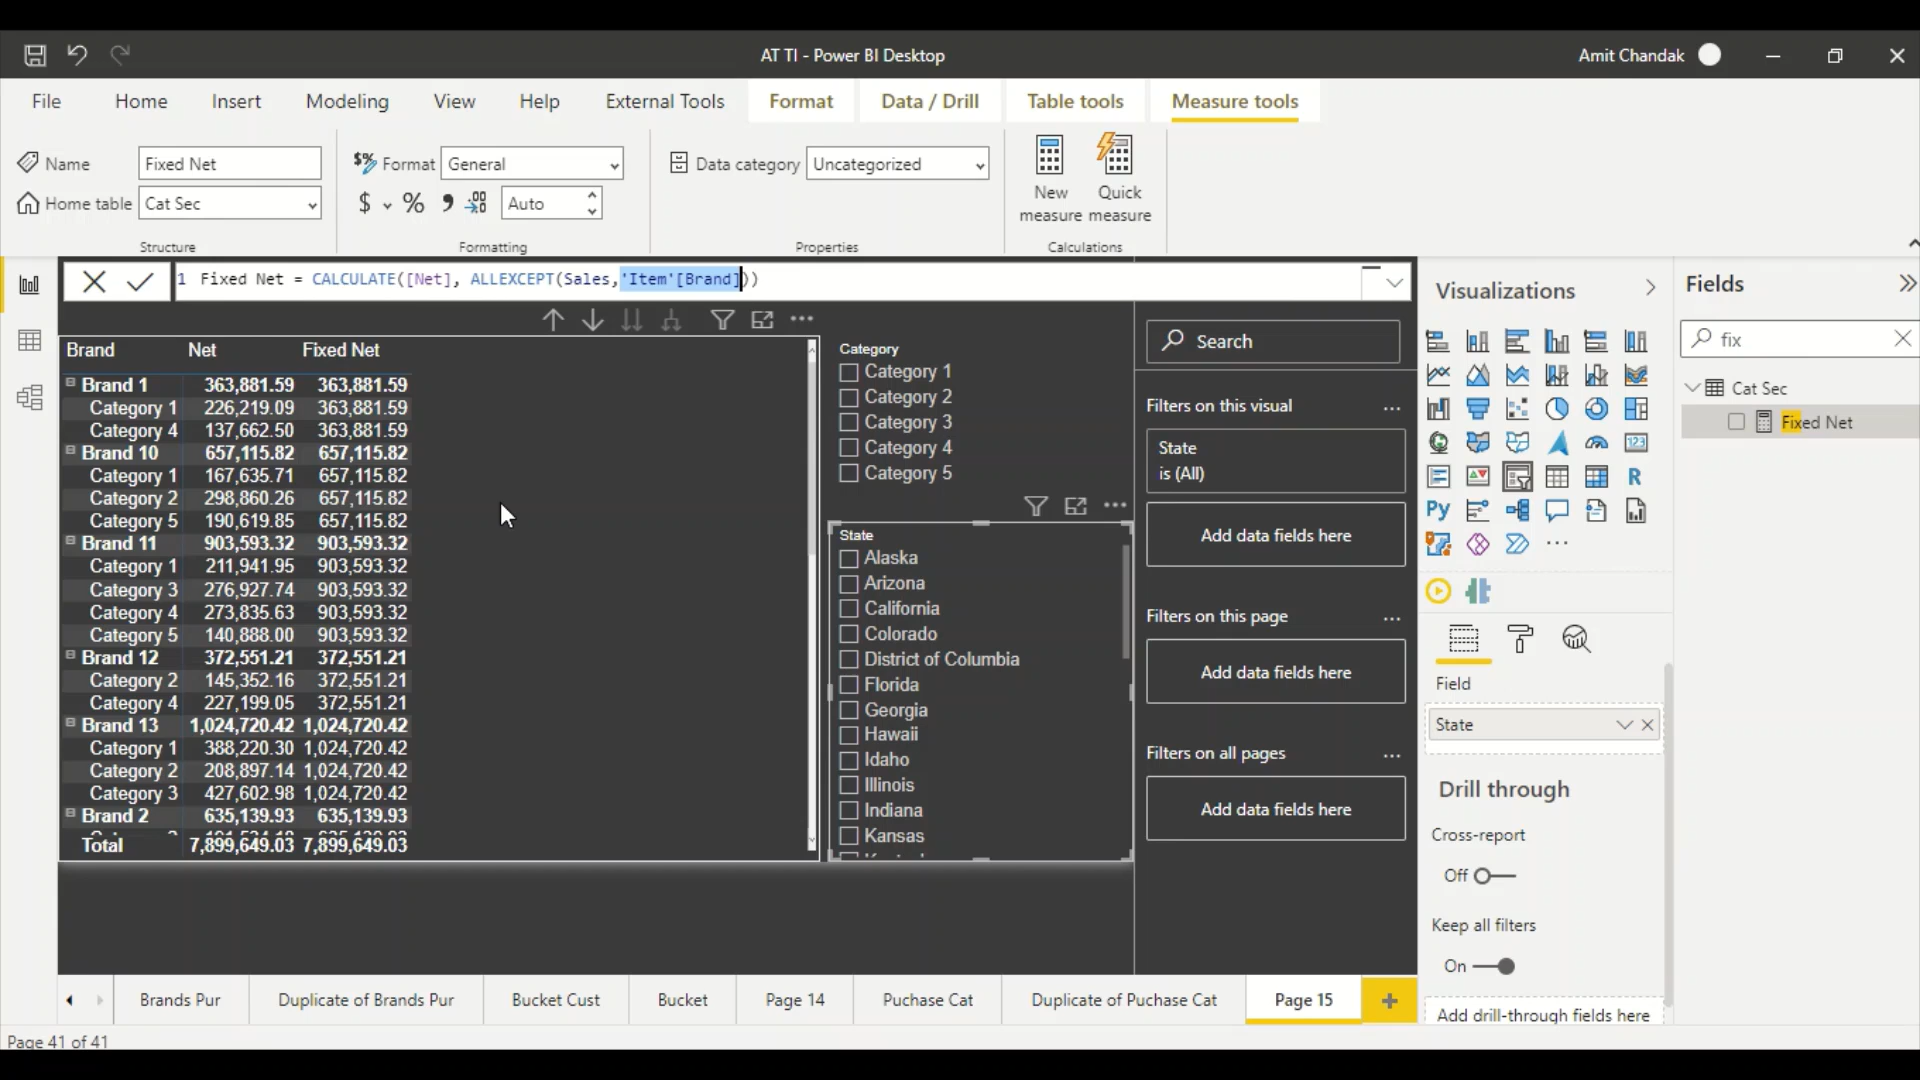 AT TI - Power BI Desktop
Amit Chandak
File Home Insert Modeling View Help External Tools Format Data / Drill Table tools Measure tools
Name Fixed Net
Home table Cat Sec
Structure
$% Format General
$ % , Auto
Formatting
Data category Uncategorized
Properties
New measure
Quick measure
Calculations
1 Fixed Net = CALCULATE([Net], ALLEXCEPT(Sales,'Item'[Brand]))
Brand Net Fixed Net
Brand 1 363,881.59 363,881.59
Category 1 226,219.09 363,881.59
Category 4 137,662.50 363,881.59
Brand 10 657,115.82 657,115.82
Category 1 167,635.71 657,115.82
Category 2 298,860.26 657,115.82
Category 5 190,619.85 657,115.82
Brand 11 903,593.32 903,593.32
Category 1 211,941.95 903,593.32
Category 3 276,927.74 903,593.32
Category 4 273,835.63 903,593.32
Category 5 140,888.00 903,593.32
Brand 12 372,551.21 372,551.21
Category 2 145,352.16 372,551.21
Category 4 227,199.05 372,551.21
Brand 13 1,024,720.42 1,024,720.42
Category 1 388,220.30 1,024,720.42
Category 2 208,897.14 1,024,720.42
Category 3 427,602.98 1,024,720.42
Brand 2 635,139.93 635,139.93
Total 7,899,649.03 7,899,649.03
Category
Category 1
Category 2
Category 3
Category 4
Category 5
State
Alaska
Arizona
California
Colorado
District of Columbia
Florida
Georgia
Hawaii
Idaho
Illinois
Indiana
Kansas
Search
Filters on this visual ...
State
is (All)
Add data fields here
Filters on this page ...
Add data fields here
Filters on all pages ...
Add data fields here
Visualizations
123
R
Py
Field
State
Drill through
Cross-report
Off
Keep all filters
On
Add drill-through fields here
Fields
fix
Cat Sec
Fixed Net
Brands Pur Duplicate of Brands Pur Bucket Cust Bucket Page 14 Puchase Cat Duplicate of Puchase Cat Page 15 +
Page 41 of 41